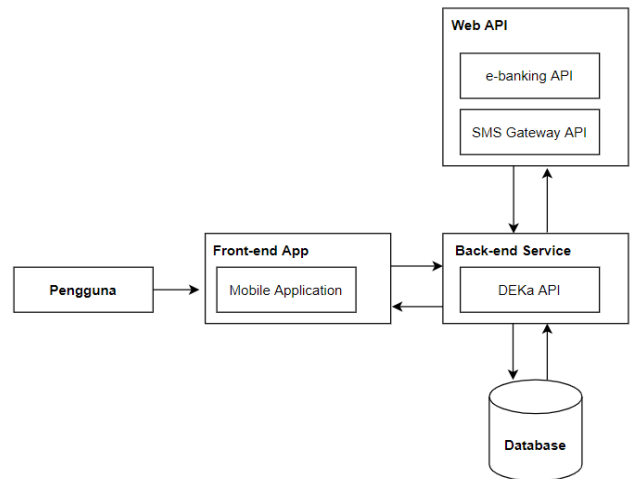 Web API
e-banking API
SMS Gateway API
Front-end App
Mobile Application
Back-end Service
DEKa API
Pengguna
Database